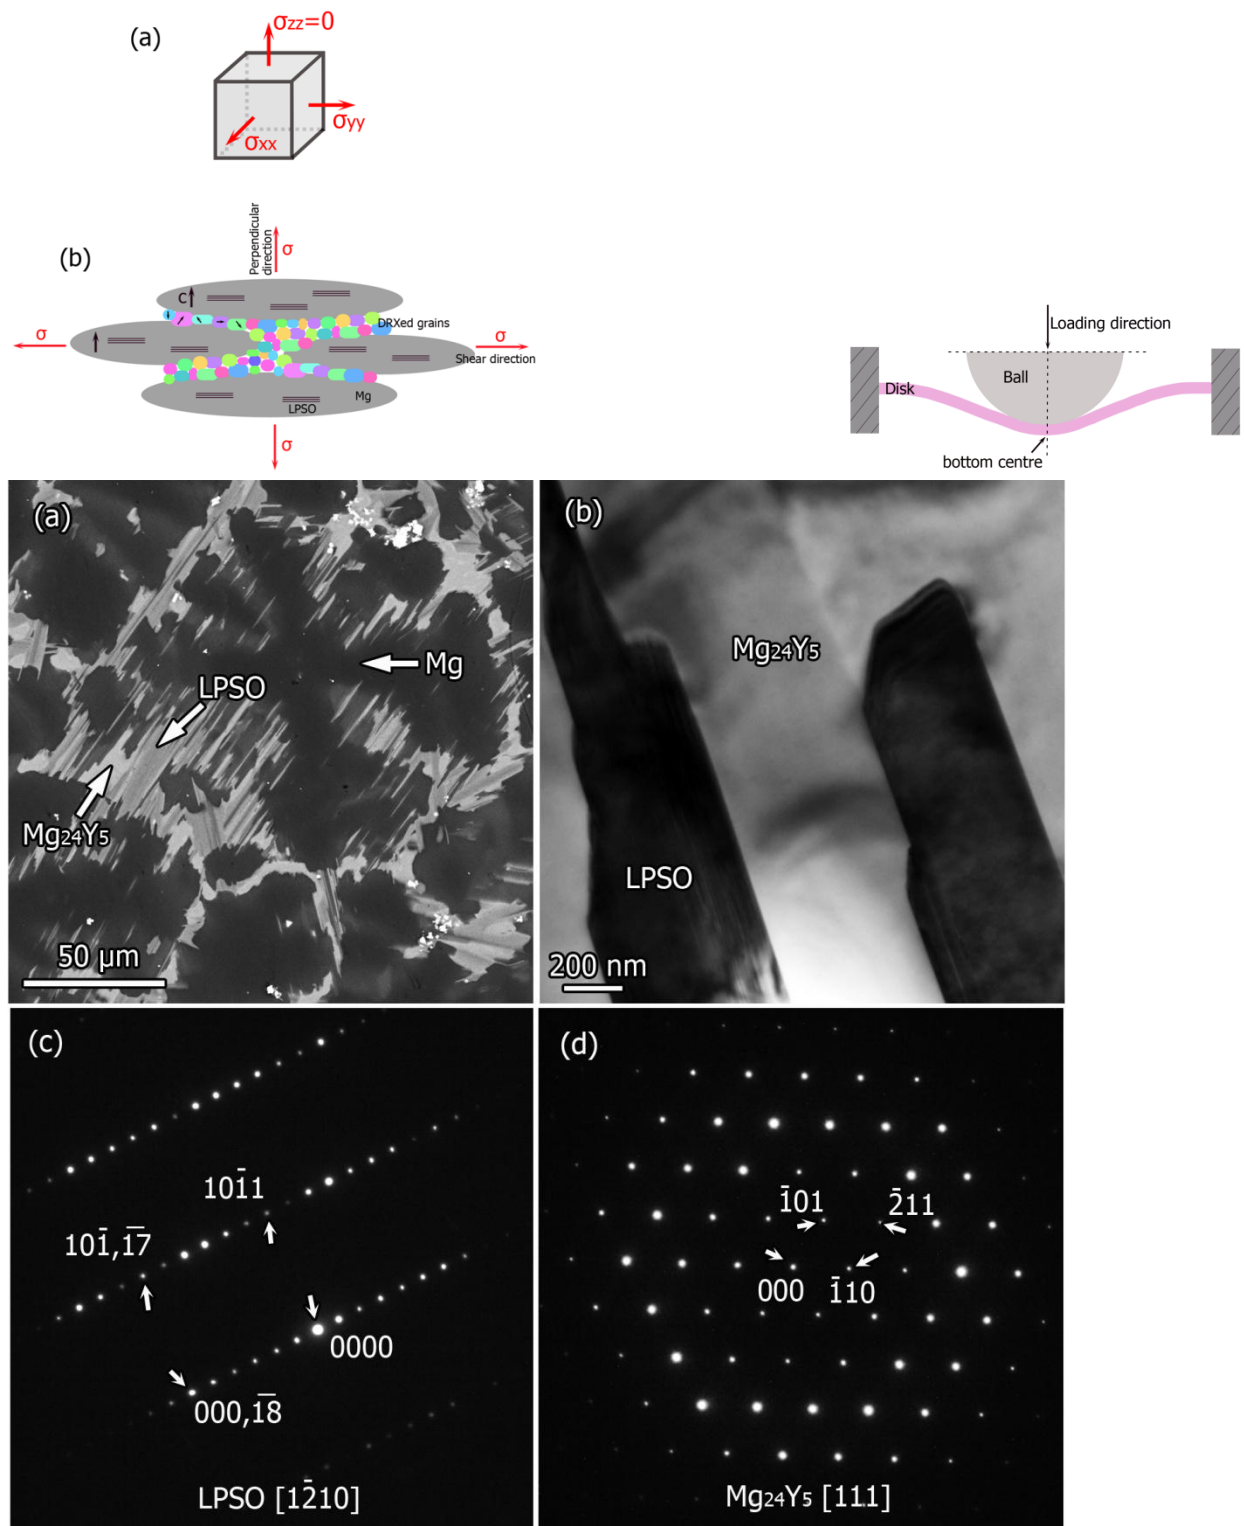 (a)
σzz=0
σyy
σxx
(b)
Perpendicular
direction
σ
C
DRXed grains
σ
σ
Shear direction
Mg
LPSO
σ
Loading direction
Ball
Disk
bottom centre
(a)
Mg
LPSO
Mg24Y5
50 µm
(b)
Mg24Y5
LPSO
200 nm
(c)
101̄1
101̄,1̄7̄
0000
000,1̄8̄
LPSO [12̄10]
(d)
1̄01
2̄11
000
1̄10
Mg24Y5 [111]